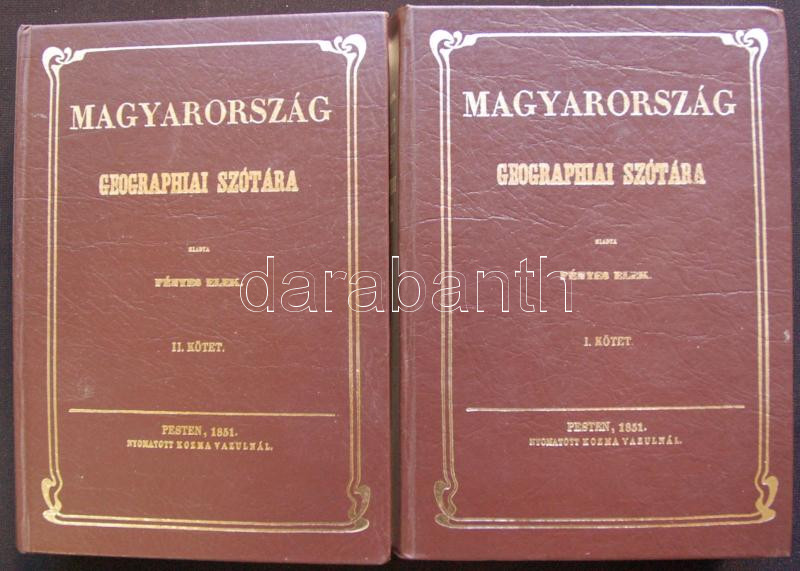 MAGYARORSZÁG
GEOGRAPHIAI SZÓTÁRA
KIADTA
FÉNYES ELEK.
II. KÖTET.
PESTEN, 1851.
NYOMATOTT KOZMA VAZULNÁL.
MAGYARORSZÁG
GEOGRAPHIAI SZÓTÁRA
KIADTA
FÉNYES ELEK.
I. KÖTET.
PESTEN, 1851.
NYOMATOTT KOZMA VAZULNÁL.
darabanth